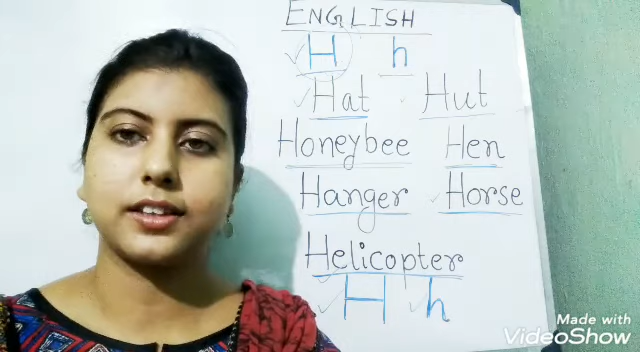 ENGLISH
H h
Hat Hut
Honeybee Hen
Hanger Horse
Helicopter
H h
Made with
VideoShow